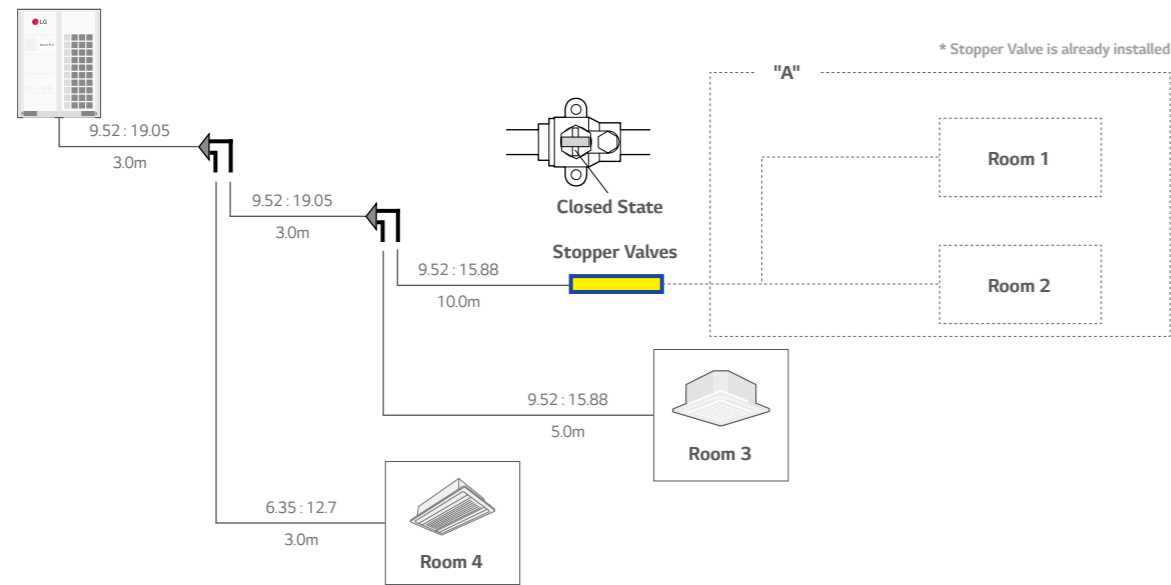 LG
* Stopper Valve is already installed
"A"
9.52 : 19.05
3.0m
Room 1
9.52 : 19.05
3.0m
Closed State
Stopper Valves
9.52 : 15.88
10.0m
Room 2
9.52 : 15.88
5.0m
Room 3
6.35 : 12.7
3.0m
Room 4